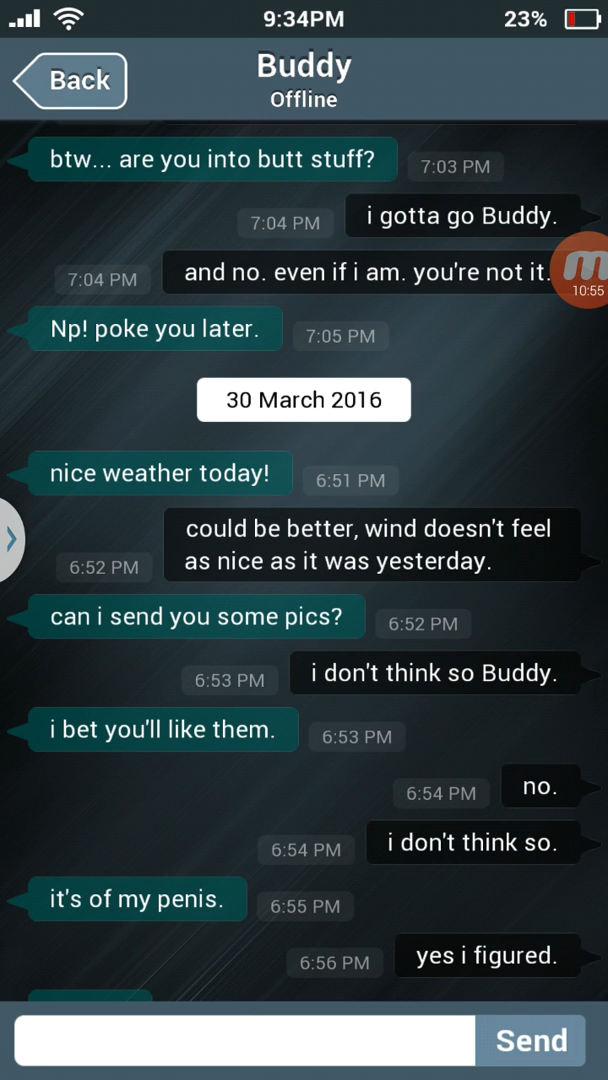 9:34PM
23%
Back
Buddy
Offline
btw... are you into butt stuff?
7:03 PM
i gotta go Buddy.
7:04 PM
and no. even if i am. you're not it.
7:04 PM
10:55
Np! poke you later.
7:05 PM
30 March 2016
nice weather today!
6:51 PM
could be better, wind doesn't feel
as nice as it was yesterday.
6:52 PM
can i send you some pics?
6:52 PM
i don't think so Buddy.
6:53 PM
i bet you'll like them.
6:53 PM
no.
6:54 PM
i don't think so.
6:54 PM
it's of my penis.
6:55 PM
yes i figured.
6:56 PM
Send